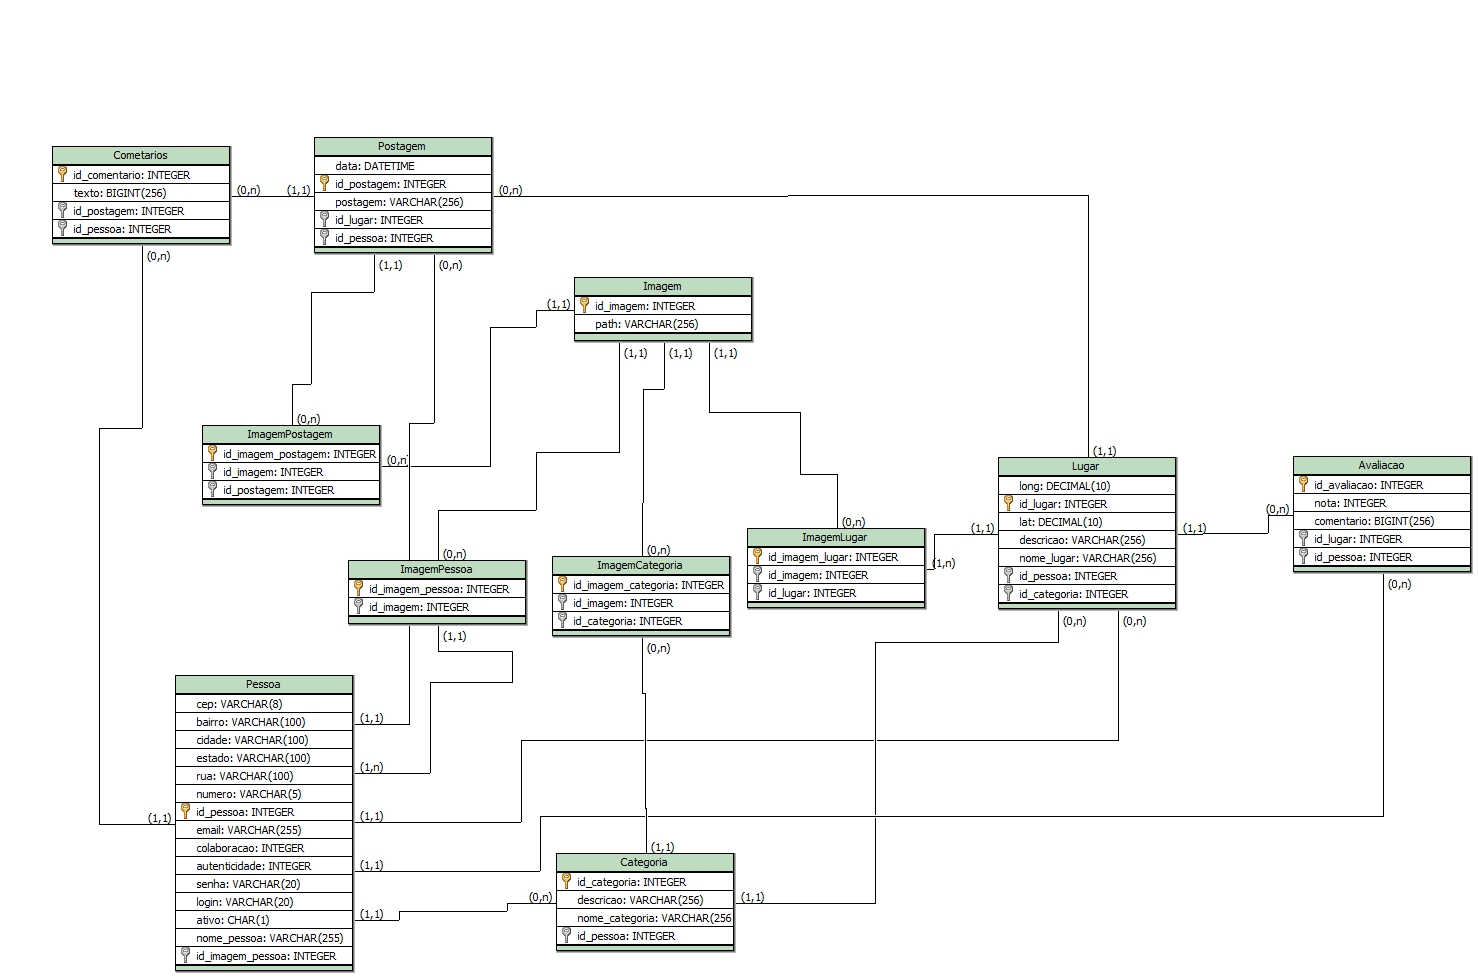 Cometarios
id_comentario: INTEGER
texto: BIGINT(256)
id_postagem: INTEGER
id_pessoa: INTEGER
(0,n)
(1,1)
(0,n)
Postagem
data: DATETIME
id_postagem: INTEGER
postagem: VARCHAR(256)
id_lugar: INTEGER
id_pessoa: INTEGER
(0,n)
(1,1)
(0,n)
Imagem
id_imagem: INTEGER
path: VARCHAR(256)
(1,1)
(1,1)
(1,1)
(1,1)
(0,n)
ImagemPostagem
id_imagem_postagem: INTEGER
id_imagem: INTEGER
id_postagem: INTEGER
(0,n)
(0,n)
ImagemPessoa
id_imagem_pessoa: INTEGER
id_imagem: INTEGER
(1,1)
(0,n)
ImagemCategoria
id_imagem_categoria: INTEGER
id_imagem: INTEGER
id_categoria: INTEGER
(0,n)
(0,n)
ImagemLugar
id_imagem_lugar: INTEGER
id_imagem: INTEGER
id_lugar: INTEGER
(1,n)
(1,1)
(1,1)
Lugar
long: DECIMAL(10)
id_lugar: INTEGER
lat: DECIMAL(10)
descricao: VARCHAR(256)
nome_lugar: VARCHAR(256)
id_pessoa: INTEGER
id_categoria: INTEGER
(1,1)
(0,n)
(0,n)
(0,n)
Avaliacao
id_avaliacao: INTEGER
nota: INTEGER
comentario: BIGINT(256)
id_lugar: INTEGER
id_pessoa: INTEGER
(0,n)
Pessoa
cep: VARCHAR(8)
bairro: VARCHAR(100)
cidade: VARCHAR(100)
estado: VARCHAR(100)
rua: VARCHAR(100)
numero: VARCHAR(5)
id_pessoa: INTEGER
email: VARCHAR(255)
colaboracao: INTEGER
autenticidade: INTEGER
senha: VARCHAR(20)
login: VARCHAR(20)
ativo: CHAR(1)
nome_pessoa: VARCHAR(255)
id_imagem_pessoa: INTEGER
(1,1)
(1,1)
(1,n)
(1,1)
(1,1)
(1,1)
(0,n)
(1,1)
Categoria
id_categoria: INTEGER
descricao: VARCHAR(256)
nome_categoria: VARCHAR(256
id_pessoa: INTEGER
(1,1)